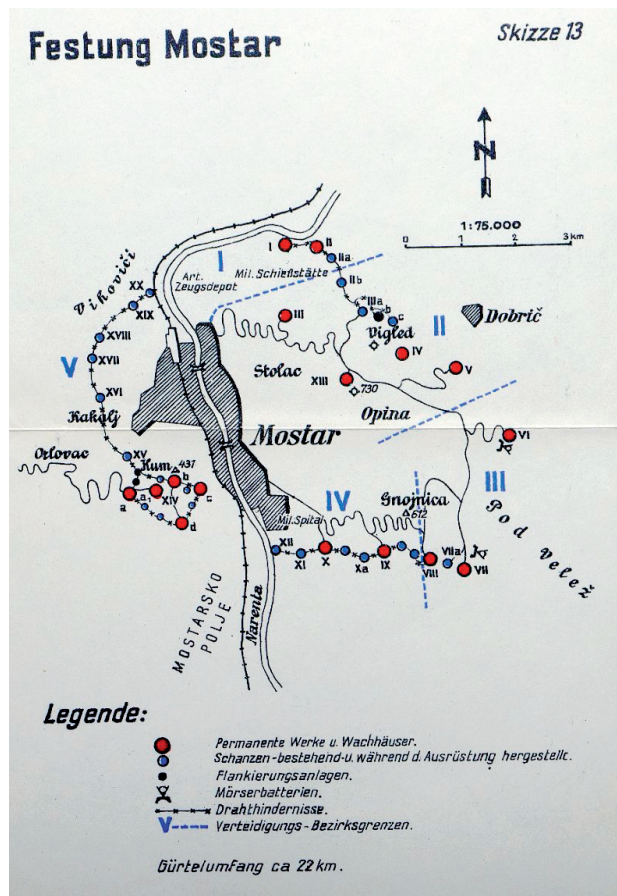 Festung Mostar
Skizze 13
N
1:75.000
0 1 2 3 km
I
II
I
IIa
Mil. Schießstätte
Art. Zeugsdepot
IIb
Vihovići
XX
XIX
IIIa
b
c
III
Vigled
II
Dobrič
XVIII
V
XVII
IV
V
Stolac
XIII
730
XVI
Opina
Rakalj
Mostar
VI
Orlovac
XV
Hum
437
b
a
a
XIV
c
d
IV
Gnomica
612
III
Pod velež
Mil. Spital
XII
XI
X
Xa
IX
VIII
VIIa
VII
MOSTARSKO
POLJE
Narenta
Legende:
Permanente Werke u. Wachhäuser.
Schanzen-bestehend-u. während d. Ausrüstung hergestellt.
Flankierungsanlagen.
Mörserbatterien.
Drahthindernisse.
V Verteidigungs-Bezirksgrenzen.
Gürtelumfang ca 22 km.